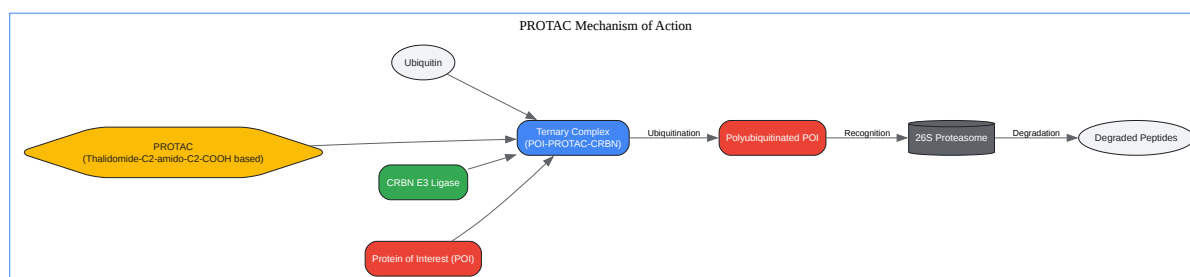 PROTAC Mechanism of Action
Ubiquitin
PROTAC
(Thalidomide-C2-amido-C2-COOH based)
Ternary Complex
(POI-PROTAC-CRBN)
Ubiquitination
Polyubiquitinated POI
Recognition
26S Proteasome
Degradation
Degraded Peptides
CRBN E3 Ligase
Protein of Interest (POI)